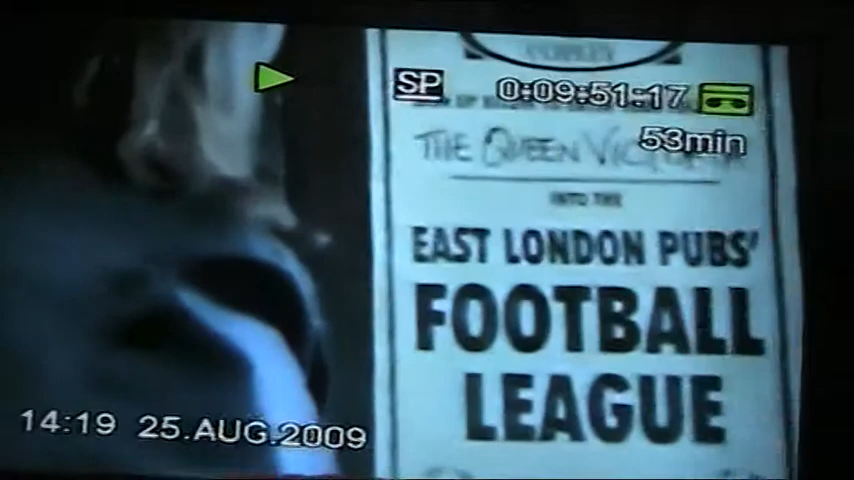 SP
0:09:51:17
53min
THE QUEEN
INTO THE
EAST LONDON PUBS'
FOOTBALL
LEAGUE
14:19 25.AUG.2009